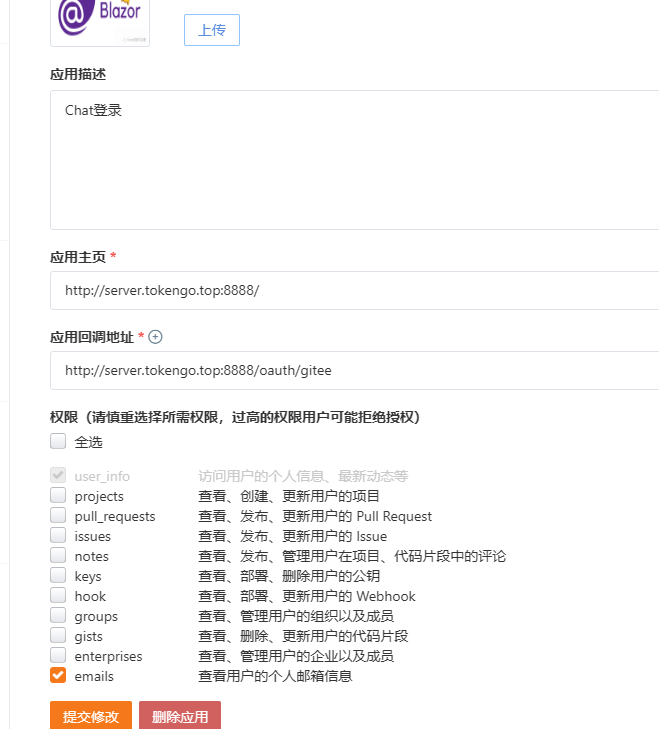 @
Blazor
上传
应用描述
Chat登录
应用主页 *
http://server.tokengo.top:8888/
应用回调地址 *
http://server.tokengo.top:8888/oauth/gitee
权限（请慎重选择所需权限，过高的权限用户可能拒绝授权）
全选
user_info 访问用户的个人信息、最新动态等
projects 查看、创建、更新用户的项目
pull_requests 查看、发布、更新用户的 Pull Request
issues 查看、发布、更新用户的 Issue
notes 查看、发布、管理用户在项目、代码片段中的评论
keys 查看、部署、删除用户的公钥
hook 查看、部署、更新用户的 Webhook
groups 查看、管理用户的组织以及成员
gists 查看、删除、更新用户的代码片段
enterprises 查看、管理用户的企业以及成员
emails 查看用户的个人邮箱信息
提交修改 删除应用